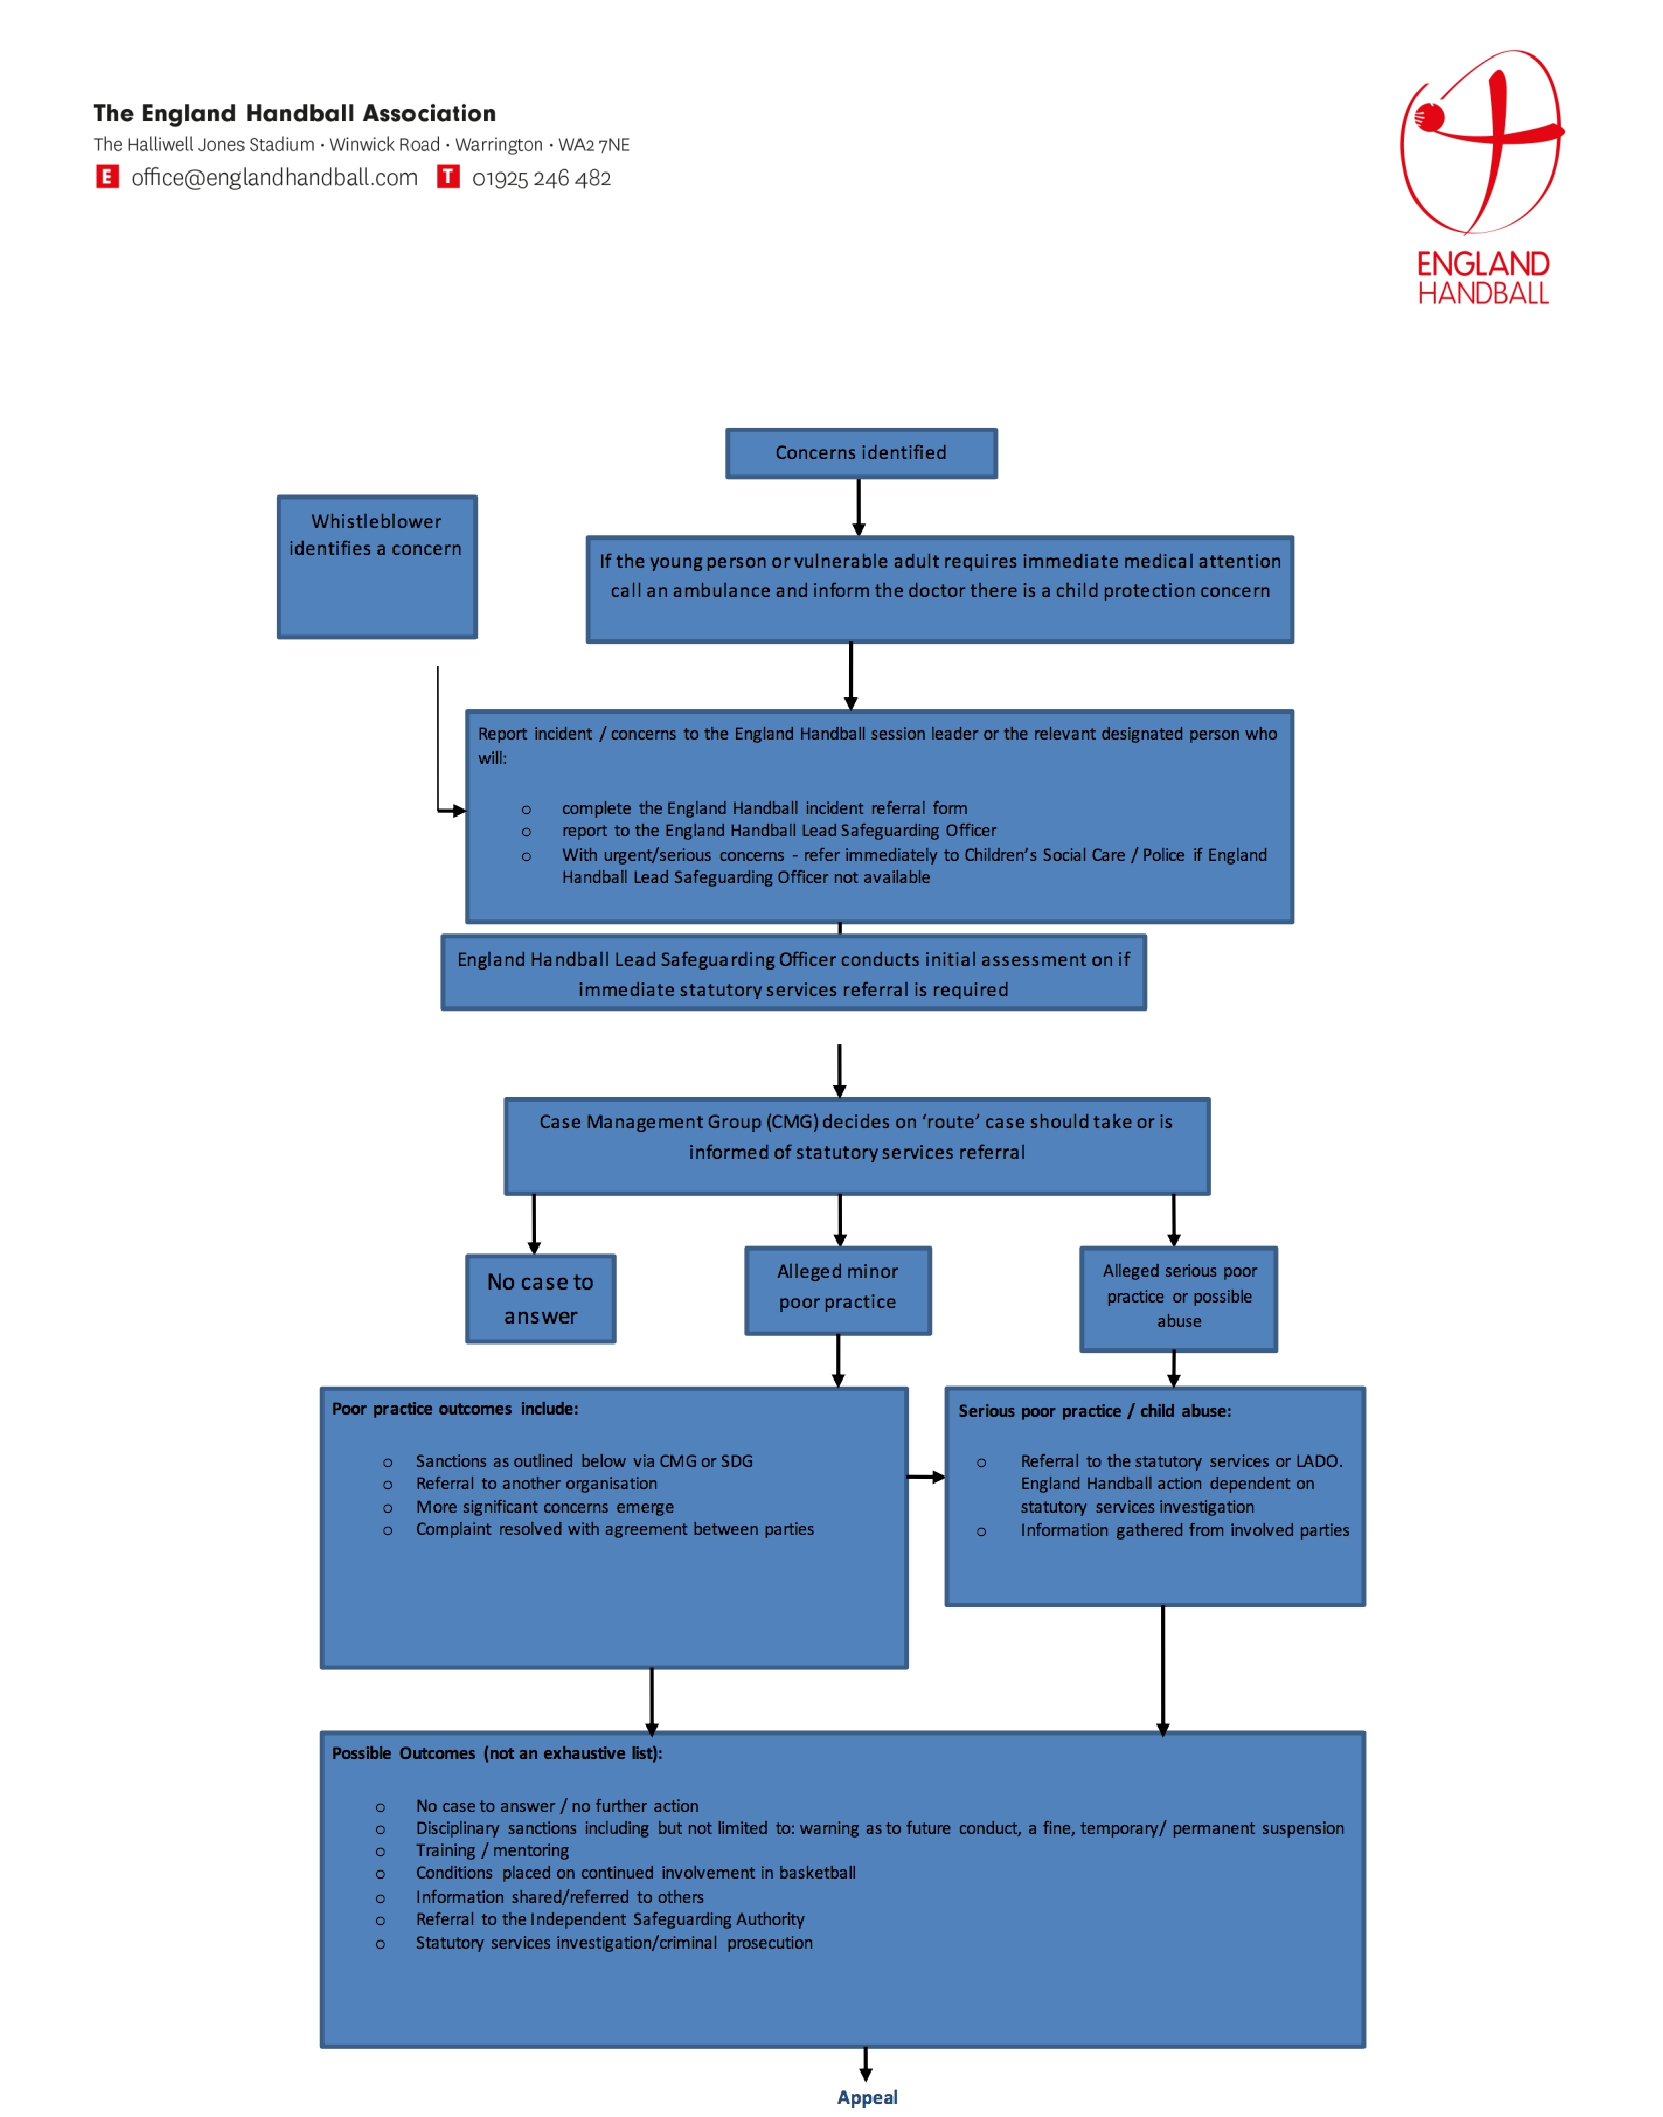 The England Handball Association
The Halliwell Jones Stadium · Winwick Road · Warrington · WA2 7NE
E office@englandhandball.com T 01925 246 482
ENGLAND
HANDBALL
Concerns identified
Whistleblower
identifies a concern
If the young person or vulnerable adult requires immediate medical attention
call an ambulance and inform the doctor there is a child protection concern
Report incident / concerns to the England Handball session leader or the relevant designated person who
will:
o complete the England Handball incident referral form
o report to the England Handball Lead Safeguarding Officer
o With urgent/serious concerns - refer immediately to Children's Social Care / Police if England
Handball Lead Safeguarding Officer not available
England Handball Lead Safeguarding Officer conducts initial assessment on if
immediate statutory services referral is required
Case Management Group (CMG) decides on 'route' case should take or is
informed of statutory services referral
No case to
answer
Alleged minor
poor practice
Alleged serious poor
practice or possible
abuse
Poor practice outcomes include:
o Sanctions as outlined below via CMG or SDG
o Referral to another organisation
o More significant concerns emerge
o Complaint resolved with agreement between parties
Serious poor practice / child abuse:
o Referral to the statutory services or LADO.
England Handball action dependent on
statutory services investigation
o Information gathered from involved parties
Possible Outcomes (not an exhaustive list):
o No case to answer / no further action
o Disciplinary sanctions including but not limited to: warning as to future conduct, a fine, temporary/ permanent suspension
o Training / mentoring
o Conditions placed on continued involvement in basketball
o Information shared/referred to others
o Referral to the Independent Safeguarding Authority
o Statutory services investigation/criminal prosecution
Appeal